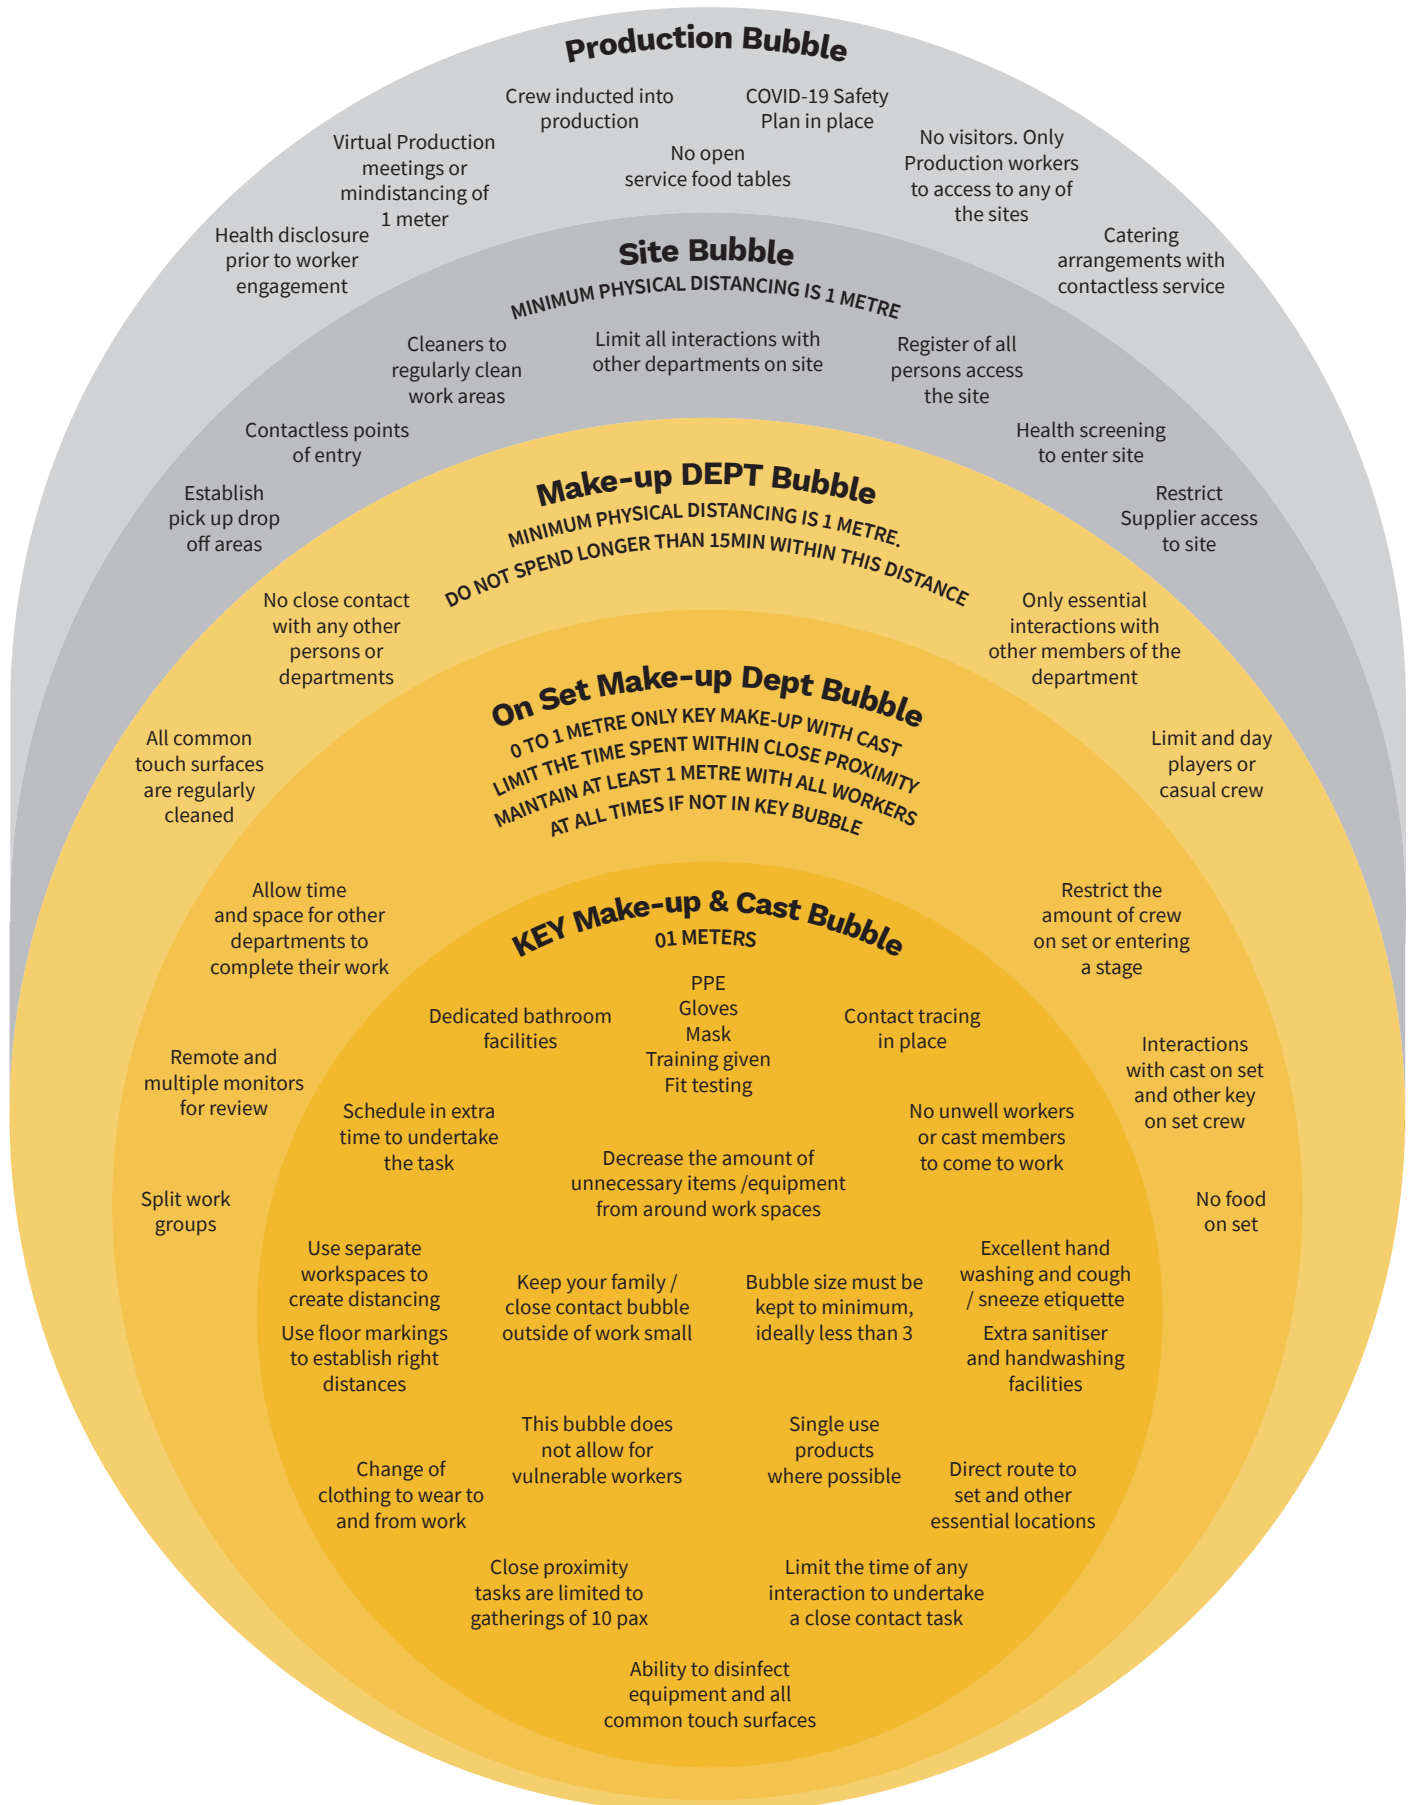 Production Bubble
Crew inducted into
production
COVID-19 Safety
Plan in place
Virtual Production
meetings or
mindistancing of
1 meter
No open
service food tables
No visitors. Only
Production workers
to access to any of
the sites
Health disclosure
prior to worker
engagement
Catering
arrangements with
contactless service
Site Bubble
MINIMUM PHYSICAL DISTANCING IS 1 METRE
Cleaners to
regularly clean
work areas
Limit all interactions with
other departments on site
Register of all
persons access
the site
Contactless points
of entry
Health screening
to enter site
Establish
pick up drop
off areas
Restrict
Supplier access
to site
Make-up DEPT Bubble
MINIMUM PHYSICAL DISTANCING IS 1 METRE.
DO NOT SPEND LONGER THAN 15MIN WITHIN THIS DISTANCE
No close contact
with any other
persons or
departments
Only essential
interactions with
other members of the
department
All common
touch surfaces
are regularly
cleaned
Limit and day
players or
casual crew
On Set Make-up Dept Bubble
0 TO 1 METRE ONLY KEY MAKE-UP WITH CAST
LIMIT THE TIME SPENT WITHIN CLOSE PROXIMITY
MAINTAIN AT LEAST 1 METRE WITH ALL WORKERS
AT ALL TIMES IF NOT IN KEY BUBBLE
Allow time
and space for other
departments to
complete their work
Restrict the
amount of crew
on set or entering
a stage
Remote and
multiple monitors
for review
Interactions
with cast on set
and other key
on set crew
Split work
groups
No food
on set
KEY Make-up & Cast Bubble
01 METERS
PPE
Gloves
Mask
Training given
Fit testing
Dedicated bathroom
facilities
Contact tracing
in place
Schedule in extra
time to undertake
the task
No unwell workers
or cast members
to come to work
Decrease the amount of
unnecessary items /equipment
from around work spaces
Use separate
workspaces to
create distancing
Keep your family /
close contact bubble
outside of work small
Bubble size must be
kept to minimum,
ideally less than 3
Excellent hand
washing and cough
/ sneeze etiquette
Use floor markings
to establish right
distances
Extra sanitiser
and handwashing
facilities
This bubble does
not allow for
vulnerable workers
Single use
products
where possible
Change of
clothing to wear to
and from work
Direct route to
set and other
essential locations
Close proximity
tasks are limited to
gatherings of 10 pax
Limit the time of any
interaction to undertake
a close contact task
Ability to disinfect
equipment and all
common touch surfaces